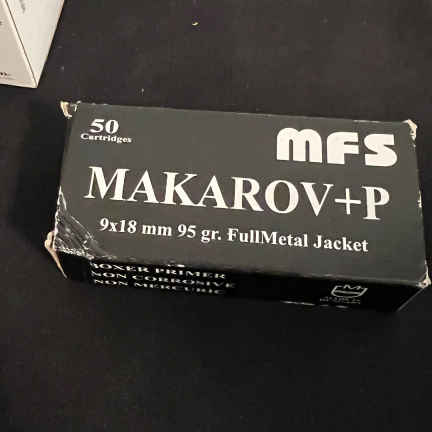 50
Cartridges
MFS
MAKAROV+P
9x18 mm 95 gr. FullMetal Jacket
BOXER PRIMER
NON CORROSIVE
NON MERCURIC